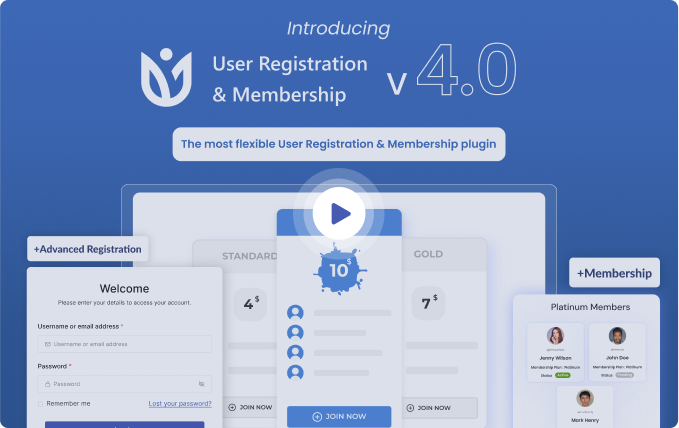 Introducing
User Registration
& Membership
v 4.0
The most flexible User Registration & Membership plugin
+Advanced Registration
Welcome
Please enter your details to access your account.
Username or email address *
Username or email address
Password *
Password
Remember me
Lost your password?
STANDARD
4$
JOIN NOW
10$
JOIN NOW
GOLD
7$
JOIN NOW
+Membership
Platinum Members
Jenny Wilson
Membership Plan: Platinum
Status
John Doe
Membership Plan: Platinum
Status
Mark Henry